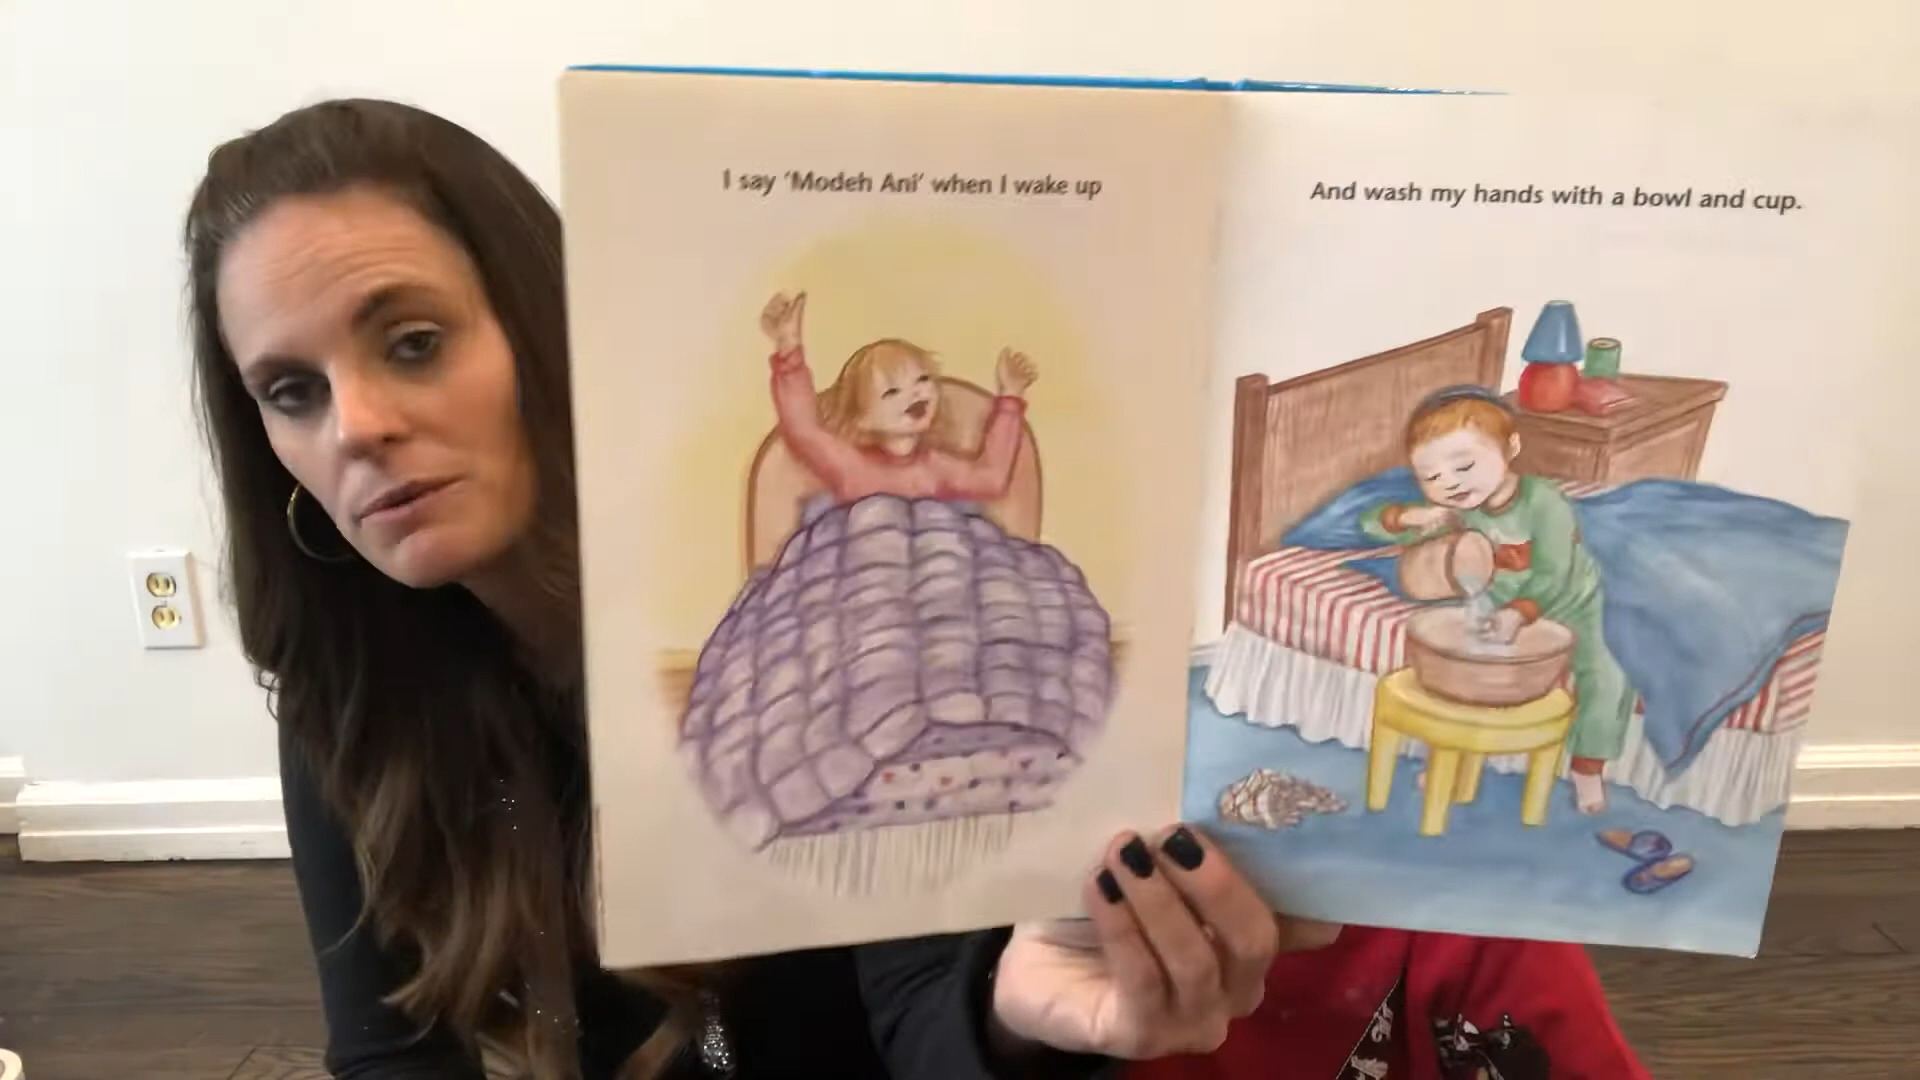 I say ‘Modeh Ani’ when I wake up
And wash my hands with a bowl and cup.